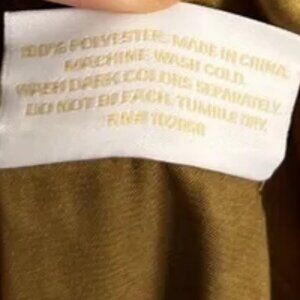 100% POLYESTER. MADE IN CHINA.
MACHINE WASH COLD.
WASH DARK COLORS SEPARATELY.
DO NOT BLEACH. TUMBLE DRY.
RN#